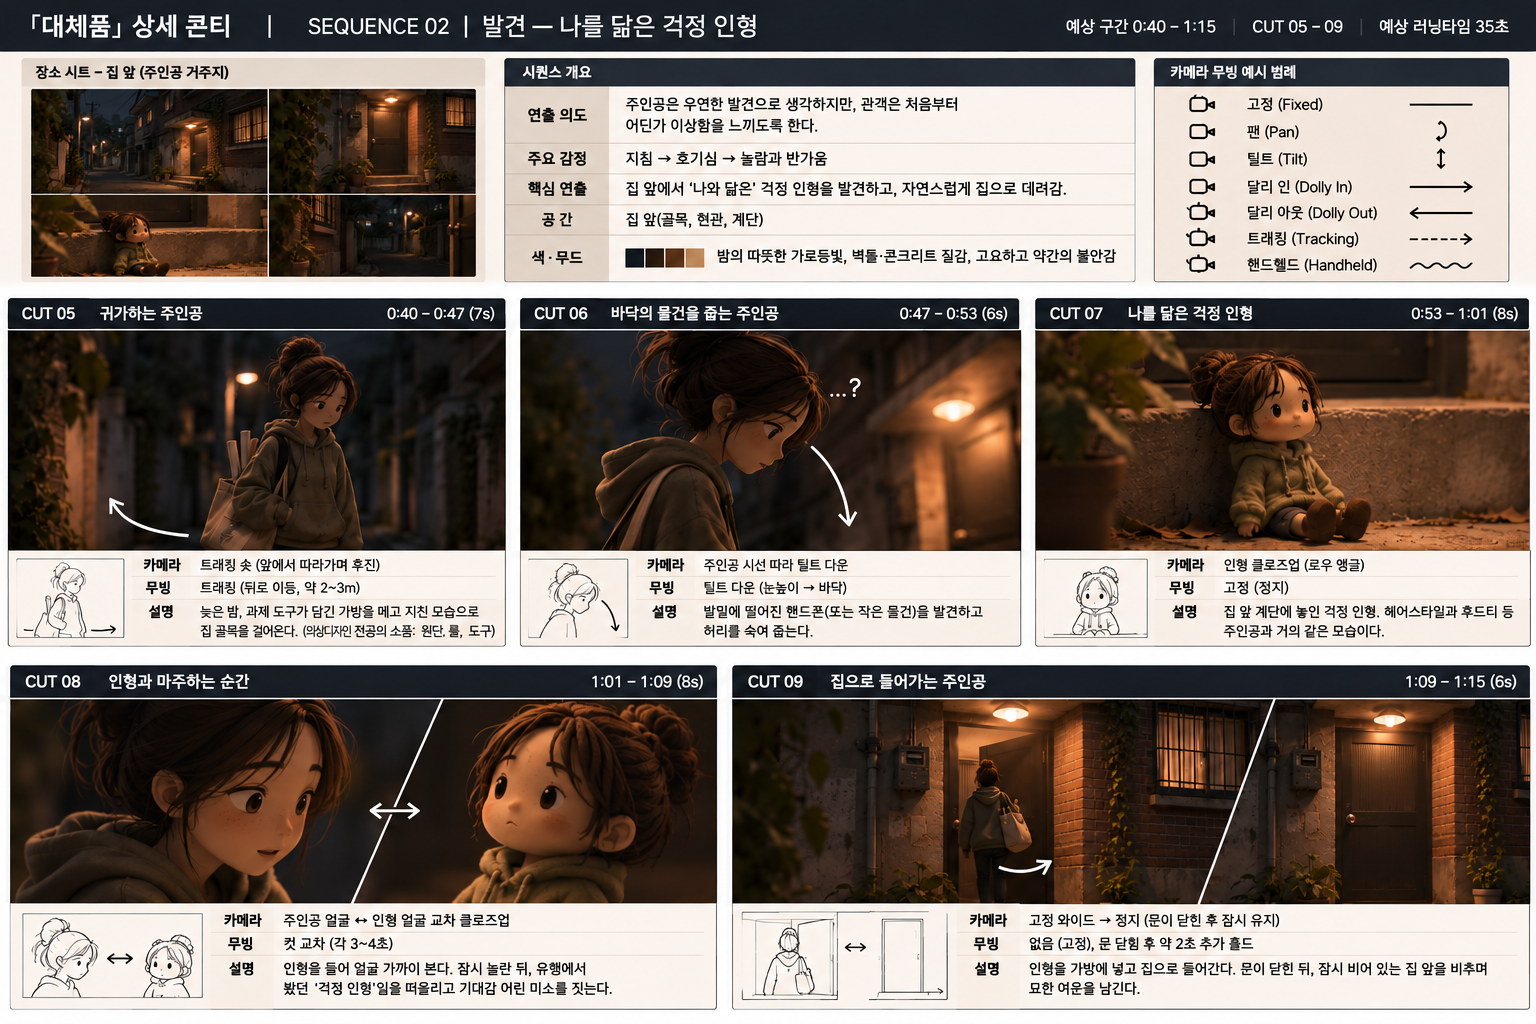 「대체품」 상세 콘티 | SEQUENCE 02 | 발견 — 나를 닮은 걱정 인형
예상 구간 0:40 – 1:15 | CUT 05 – 09 | 예상 러닝타임 35초
장소 시트 – 집 앞 (주인공 거주지)
시퀀스 개요
연출 의도
주인공은 우연한 발견으로 생각하지만, 관객은 처음부터
어딘가 이상함을 느끼도록 한다.
주요 감정
지침 → 호기심 → 놀람과 반가움
핵심 연출
집 앞에서 '나와 닮은' 걱정 인형을 발견하고, 자연스럽게 집으로 데려감.
공 간
집 앞(골목, 현관, 계단)
색 · 무드
밤의 따뜻한 가로등빛, 벽돌·콘크리트 질감, 고요하고 약간의 불안감
카메라 무빙 예시 범례
고정 (Fixed)
팬 (Pan)
틸트 (Tilt)
달리 인 (Dolly In)
달리 아웃 (Dolly Out)
트래킹 (Tracking)
핸드헬드 (Handheld)
CUT 05 귀가하는 주인공 0:40 – 0:47 (7s)
카메라 트래킹 숏 (앞에서 따라가며 후진)
무빙 트래킹 (뒤로 이동, 약 2~3m)
설명 늦은 밤, 과제 도구가 담긴 가방을 메고 지친 모습으로
집 골목을 걸어온다. (의상디자인 전공의 소품: 원단, 룰, 도구)
CUT 06 바닥의 물건을 줍는 주인공 0:47 – 0:53 (6s)
...?
카메라 주인공 시선 따라 틸트 다운
무빙 틸트 다운 (눈높이 → 바닥)
설명 발밑에 떨어진 핸드폰(또는 작은 물건)을 발견하고
허리를 숙여 줍는다.
CUT 07 나를 닮은 걱정 인형 0:53 – 1:01 (8s)
카메라 인형 클로즈업 (로우 앵글)
무빙 고정 (정지)
설명 집 앞 계단에 놓인 걱정 인형. 헤어스타일과 후드티 등
주인공과 거의 같은 모습이다.
CUT 08 인형과 마주하는 순간 1:01 – 1:09 (8s)
카메라 주인공 얼굴 ↔ 인형 얼굴 교차 클로즈업
무빙 컷 교차 (각 3~4초)
설명 인형을 들어 얼굴 가까이 본다. 잠시 놀란 뒤, 유행에서
봤던 '걱정 인형'일을 떠올리고 기대감 어린 미소를 짓는다.
CUT 09 집으로 들어가는 주인공 1:09 – 1:15 (6s)
카메라 고정 와이드 → 정지 (문이 닫힌 후 잠시 유지)
무빙 없음 (고정), 문 닫힘 후 약 2초 추가 홀드
설명 인형을 가방에 넣고 집으로 들어간다. 문이 닫힌 뒤, 잠시 비어 있는 집 앞을 비추며
묘한 여운을 남긴다.